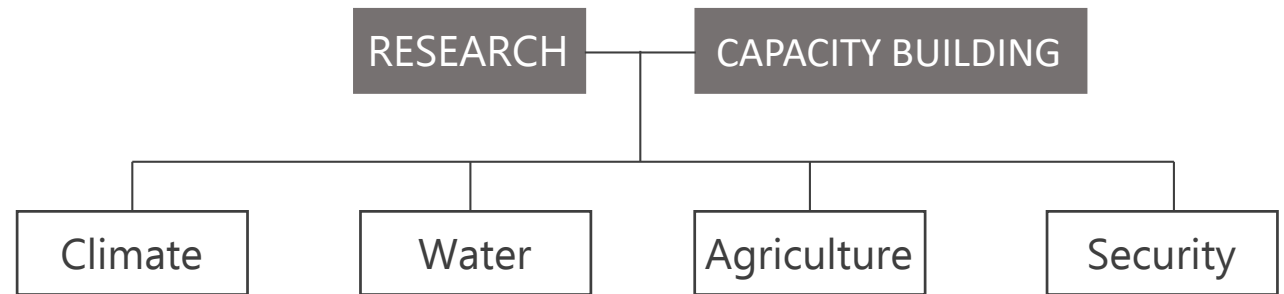 RESEARCH
CAPACITY BUILDING
Climate
Water
Agriculture
Security